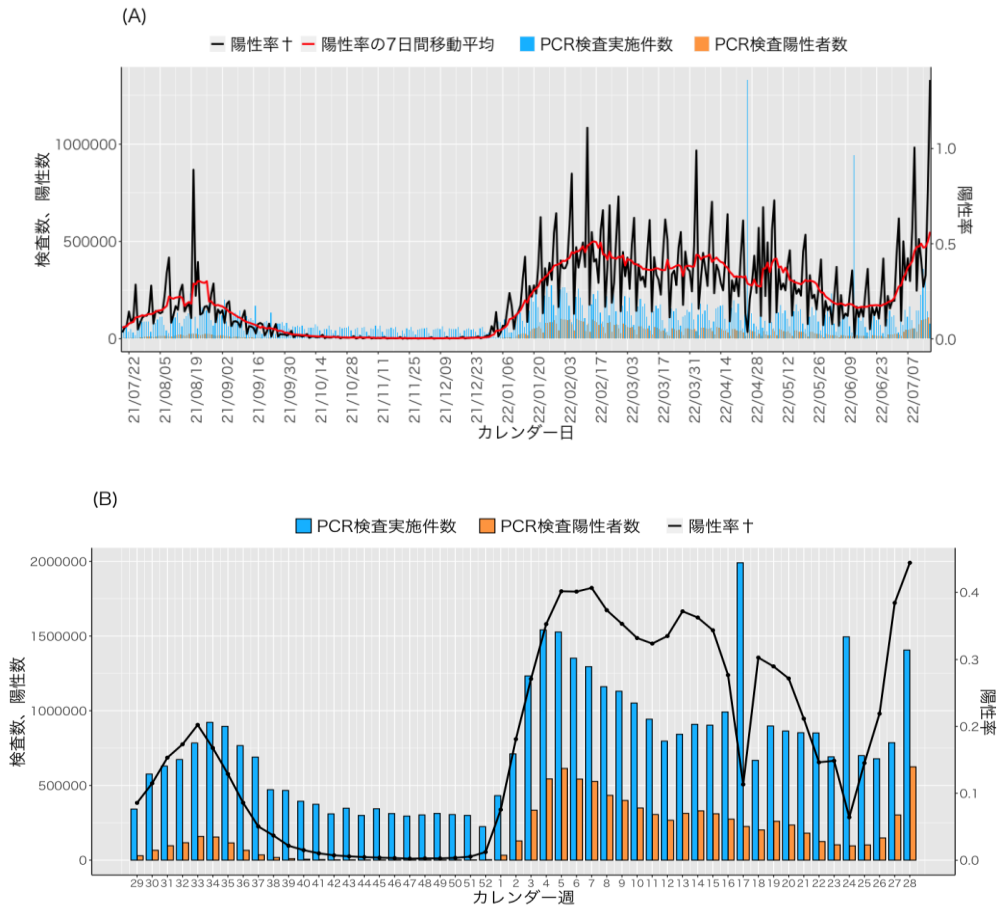 (A)
陽性率† 陽性率の7日間移動平均 PCR検査実施件数 PCR検査陽性者数
検査数、陽性数
1000000
500000
0
1.0
0.5
0.0
陽性率
21/07/22 21/08/05 21/08/19 21/09/02 21/09/16 21/09/30 21/10/14 21/10/28 21/11/11 21/11/25 21/12/09 21/12/23 22/01/06 22/01/20 22/02/03 22/02/17 22/03/03 22/03/17 22/03/31 22/04/14 22/04/28 22/05/12 22/05/26 22/06/09 22/06/23 22/07/07
カレンダー日
(B)
PCR検査実施件数 PCR検査陽性者数 陽性率†
検査数、陽性数
2000000
1500000
1000000
500000
0
0.4
0.3
0.2
0.1
0.0
陽性率
29 30 31 32 33 34 35 36 37 38 39 40 41 42 43 44 45 46 47 48 49 50 51 52 1 2 3 4 5 6 7 8 9 10 11 12 13 14 15 16 17 18 19 20 21 22 23 24 25 26 27 28
カレンダー週